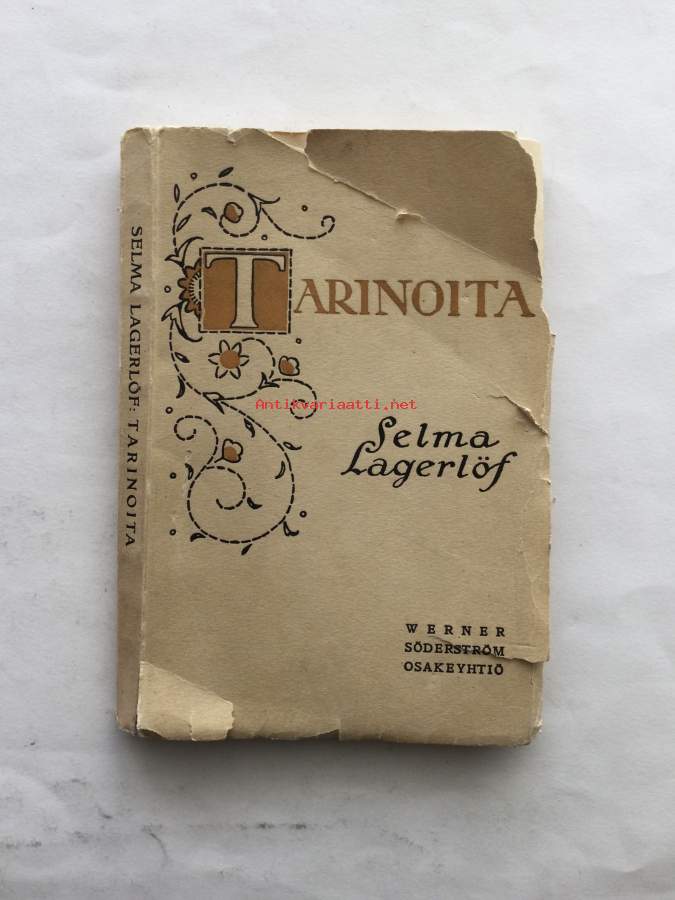 SELMA LAGERLÖF: TARINOITA
TARINOITA
Antikvariaatti.net
Selma
Lagerlöf
WERNER
SÖDERSTRÖM
OSAKEYHTIÖ